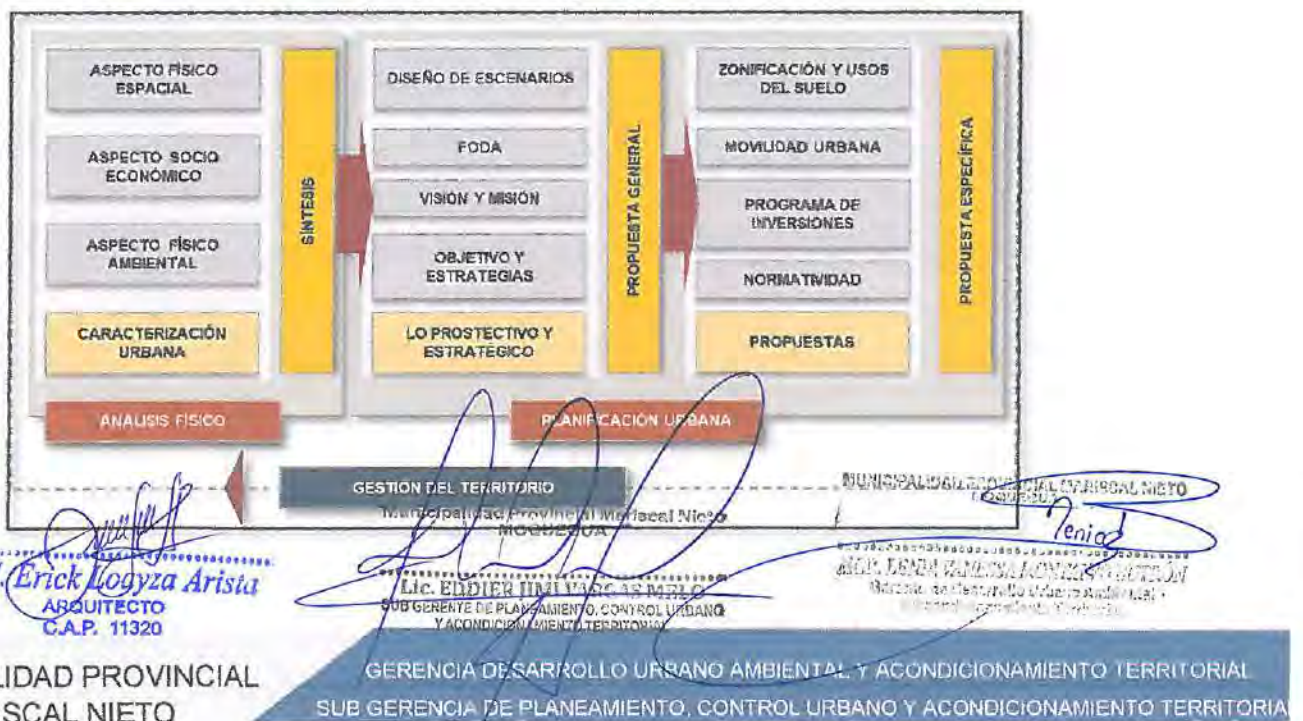 ASPECTO FÍSICO
ESPACIAL
ASPECTO SOCIO
ECONÓMICO
ASPECTO FÍSICO
AMBIENTAL
CARACTERIZACIÓN
URBANA
SÍNTESIS
ANALISIS FÍSICO
DISEÑO DE ESCENARIOS
FODA
VISIÓN Y MISIÓN
OBJETIVO Y
ESTRATEGIAS
LO PROSTECTIVO Y
ESTRATÉGICO
PROPUESTA GENERAL
ZONIFICACIÓN Y USOS
DEL SUELO
MOVILIDAD URBANA
PROGRAMA DE
INVERSIONES
NORMATIVIDAD
PROPUESTAS
PROPUESTA ESPECÍFICA
PLANIFICACIÓN URBANA
GESTIÓN DEL TERRITORIO
Erick Loayza Arista
ARQUITECTO
C.A.P. 11320
Municipalidad Provincial Mariscal Nieto
MOQUEGUA
Lic. EDDIER JIMI VARGAS MELO
SUB GERENTE DE PLANEAMIENTO, CONTROL URBANO
Y ACONDICIONAMIENTO TERRITORIAL
MUNICIPALIDAD PROVINCIAL MARISCAL NIETO
MOQUEGUA
LIDAD PROVINCIAL
SCAL NIETO
GERENCIA DESARROLLO URBANO AMBIENTAL Y ACONDICIONAMIENTO TERRITORIAL
SUB GERENCIA DE PLANEAMIENTO, CONTROL URBANO Y ACONDICIONAMIENTO TERRITORIA